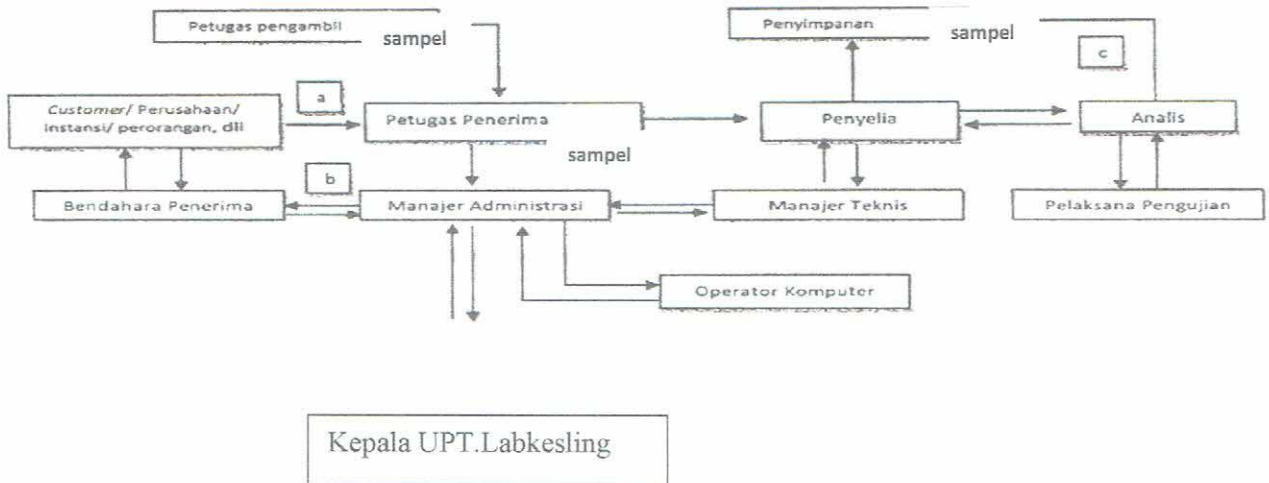 Petugas pengambil
sampel
Penyimpanan
sampel
c
a
Customer/ Perusahaan/
Instansi/ perorangan, dll
Petugas Penerima
sampel
Penyelia
Analis
b
Bendahara Penerima
Manajer Administrasi
Manajer Teknis
Pelaksana Pengujian
Operator Komputer
Kepala UPT.Labkesling